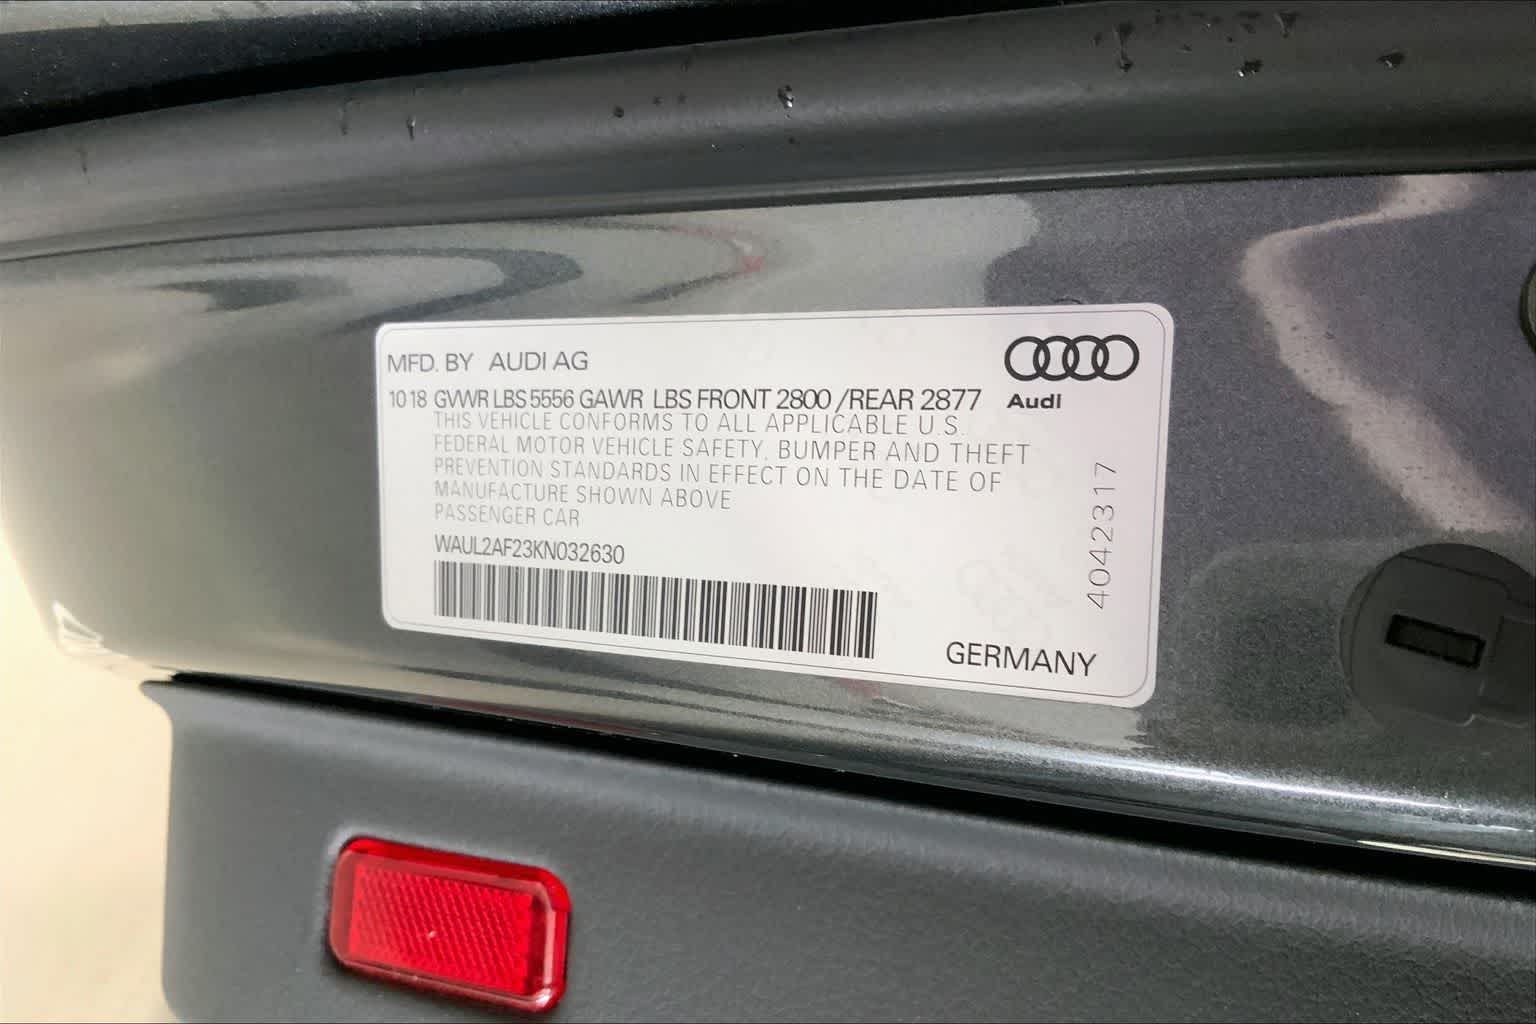 MFD. BY AUDI AG
10 18 GVWR LBS 5556 GAWR LBS FRONT 2800 /REAR 2877
Audi
THIS VEHICLE CONFORMS TO ALL APPLICABLE U.S.
FEDERAL MOTOR VEHICLE SAFETY, BUMPER AND THEFT
PREVENTION STANDARDS IN EFFECT ON THE DATE OF
MANUFACTURE SHOWN ABOVE
PASSENGER CAR
WAUL2AF23KN032630
4042317
GERMANY